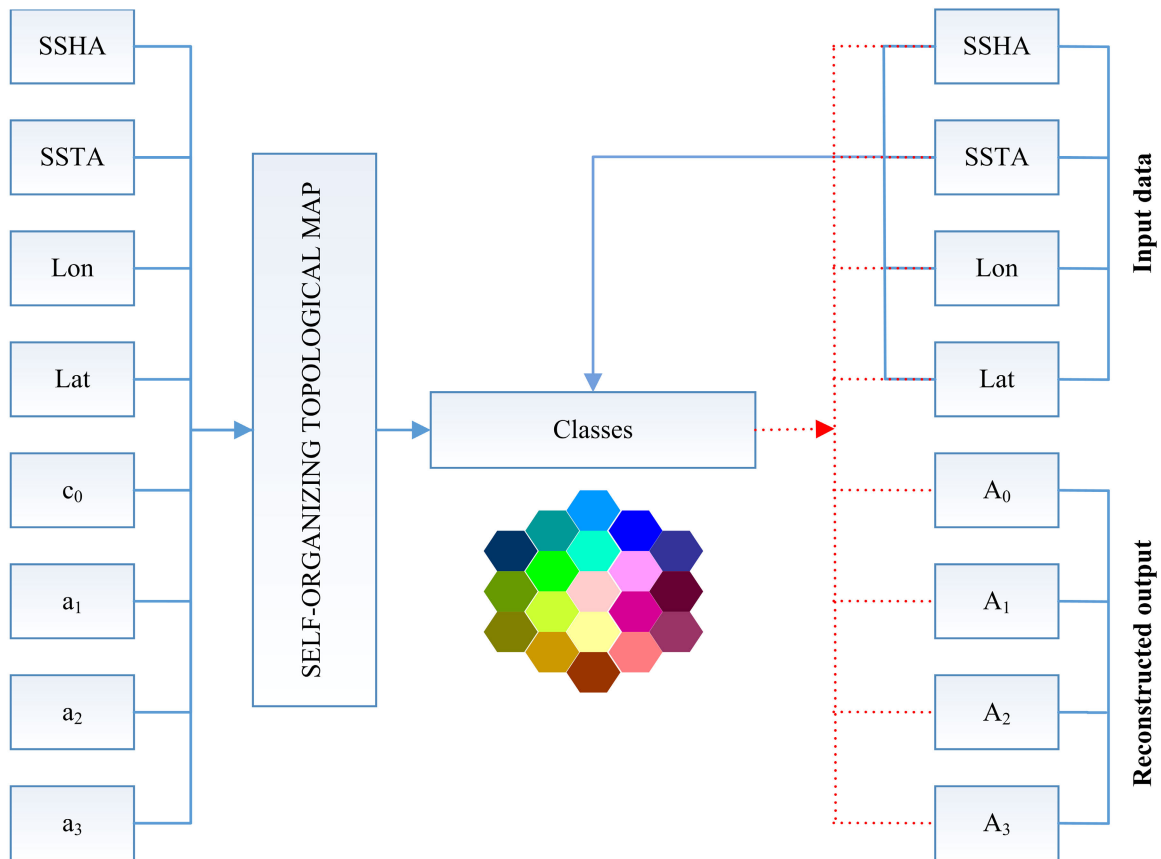 SSHA
SSTA
Lon
Lat
c₀
a₁
a₂
a₃
SELF-ORGANIZING TOPOLOGICAL MAP
Classes
SSHA
SSTA
Lon
Lat
A₀
A₁
A₂
A₃
Input data
Reconstructed output